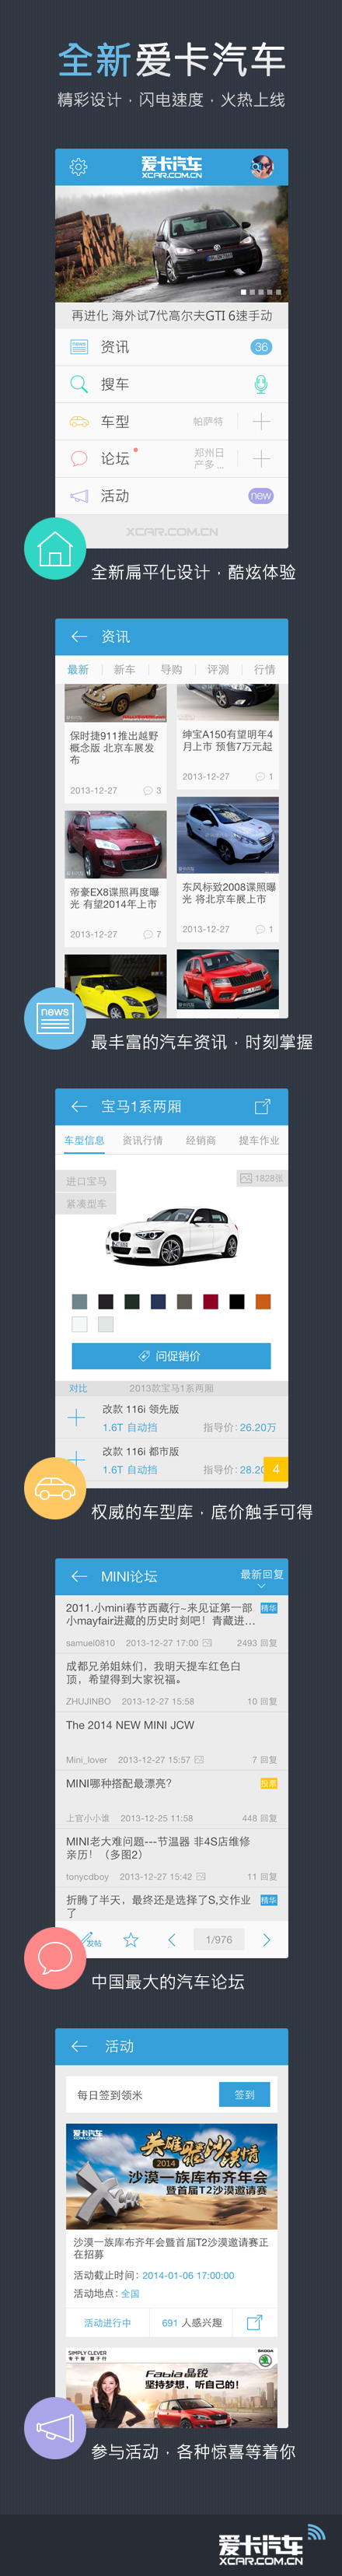 全新爱卡汽车
精彩设计 · 闪电速度 · 火热上线
爱卡汽车
XCAR.COM.CN
再进化 海外试7代高尔夫GTI 6速手动
news 资讯 36
搜车
车型 帕萨特
论坛 郑州日
产多 ...
活动 new
XCAR.COM.CN
全新扁平化设计 · 酷炫体验
资讯
最新 新车 导购 评测 行情
保时捷911推出越野
概念版 北京车展发
布
2013-12-27 3
绅宝A150有望明年4
月上市 预售7万元起
2013-12-27 1
帝豪EX8谍照再度曝
光 有望2014年上市
2013-12-27 7
东风标致2008谍照曝
光 将北京车展上市
2013-12-27 1
news
最丰富的汽车资讯 · 时刻掌握
宝马1系两厢
车型信息 资讯行情 经销商 提车作业
进口宝马
紧凑型车
1828张
问促销价
对比 2013款宝马1系两厢
改款 116i 领先版
1.6T 自动挡 指导价: 26.20万
改款 116i 都市版
1.6T 自动挡 指导价: 28.20
4
权威的车型库 · 底价触手可得
MINI论坛 最新回复
2011.小mini春节西藏行~来见证第一部 精华
小mayfair进藏的历史时刻吧！青藏进...
samuel0810 2013-12-27 17:00 2493 回复
成都兄弟姐妹们，我明天提车红色白
顶，希望得到大家祝福。
ZHUJINBO 2013-12-27 15:58 10 回复
The 2014 NEW MINI JCW
Mini_lover 2013-12-27 15:57 7 回复
MINI哪种搭配最漂亮? 投票
上官小小谁 2013-12-25 11:58 448 回复
MINI老大难问题---节温器 非4S店维修
亲历！（多图2）
tonycdboy 2013-12-27 15:42 11 回复
折腾了半天，最终还是选择了S,交作业 精华
了
发帖 1/976
中国最大的汽车论坛
活动
每日签到领米 签到
爱卡汽车
2014
沙漠一族库布齐年会
暨首届T2沙漠邀请赛
沙漠一族库布齐年会暨首届T2沙漠邀请赛正
在招募
活动截止时间: 2014-01-06 17:00:00
活动地点: 全国
活动进行中 691 人感兴趣
SIMPLY CLEVER
SKODA
Fabia 晶锐
坚持梦想，听自己的！
参与活动 · 各种惊喜等着你
爱卡汽车
XCAR.COM.CN